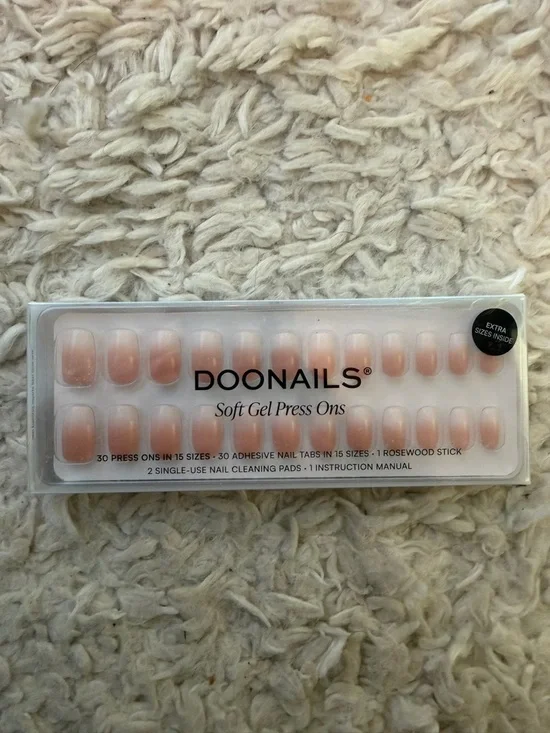 EXTRA
SIZES INSIDE
DOONAILS®
Soft Gel Press Ons
30 PRESS ONS IN 15 SIZES • 30 ADHESIVE NAIL TABS IN 15 SIZES • 1 ROSEWOOD STICK
2 SINGLE-USE NAIL CLEANING PADS • 1 INSTRUCTION MANUAL